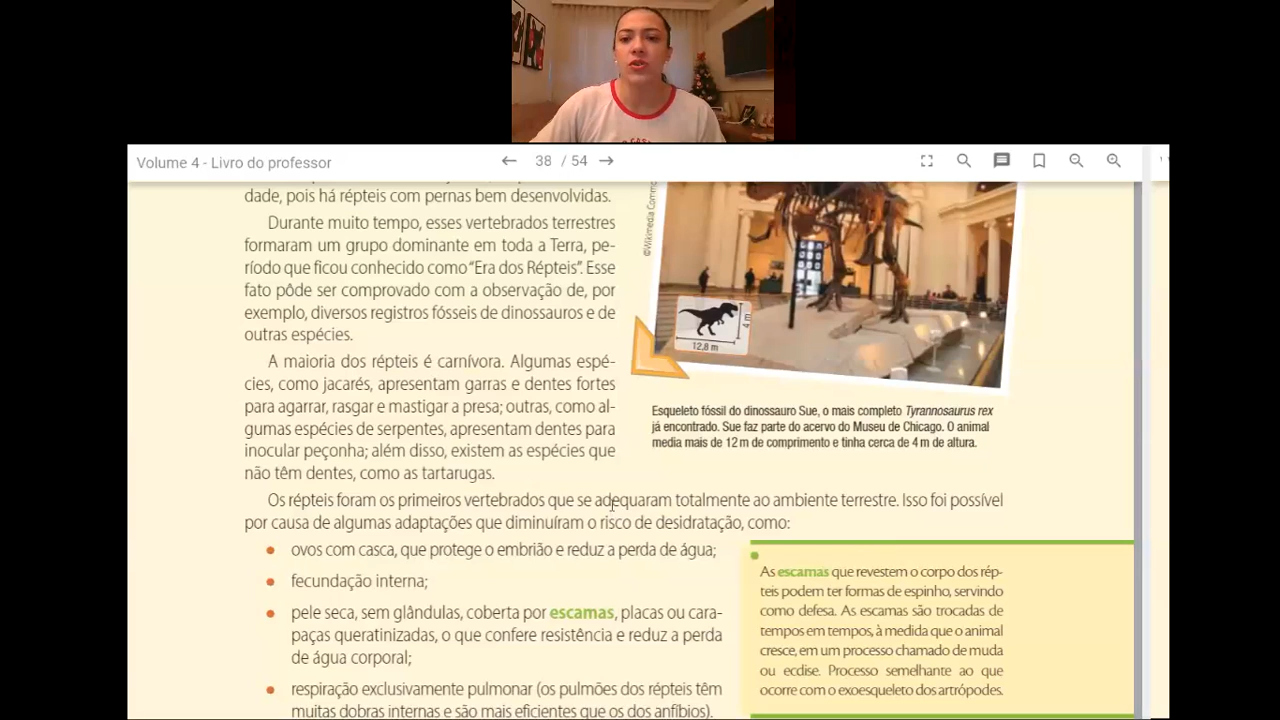 Volume 4 - Livro do professor
38 / 54
dade, pois há répteis com pernas bem desenvolvidas.
Durante muito tempo, esses vertebrados terrestres
formaram um grupo dominante em toda a Terra, pe-
ríodo que ficou conhecido como “Era dos Répteis”. Esse
fato pôde ser comprovado com a observação de, por
exemplo, diversos registros fósseis de dinossauros e de
outras espécies.
A maioria dos répteis é carnívora. Algumas espé-
cies, como jacarés, apresentam garras e dentes fortes
para agarrar, rasgar e mastigar a presa; outras, como al-
gumas espécies de serpentes, apresentam dentes para
inocular peçonha; além disso, existem as espécies que
não têm dentes, como as tartarugas.
©Wikimedia Commo
4 m
12,8 m
Esqueleto fóssil do dinossauro Sue, o mais completo Tyrannosaurus rex
já encontrado. Sue faz parte do acervo do Museu de Chicago. O animal
media mais de 12 m de comprimento e tinha cerca de 4 m de altura.
Os répteis foram os primeiros vertebrados que se adequaram totalmente ao ambiente terrestre. Isso foi possível
por causa de algumas adaptações que diminuíram o risco de desidratação, como:
ovos com casca, que protege o embrião e reduz a perda de água;
fecundação interna;
pele seca, sem glândulas, coberta por escamas, placas ou cara-
paças queratinizadas, o que confere resistência e reduz a perda
de água corporal;
respiração exclusivamente pulmonar (os pulmões dos répteis têm
muitas dobras internas e são mais eficientes que os dos anfíbios).
As escamas que revestem o corpo dos rép-
teis podem ter formas de espinho, servindo
como defesa. As escamas são trocadas de
tempos em tempos, à medida que o animal
cresce, em um processo chamado de muda
ou ecdise. Processo semelhante ao que
ocorre com o exoesqueleto dos artrópodes.